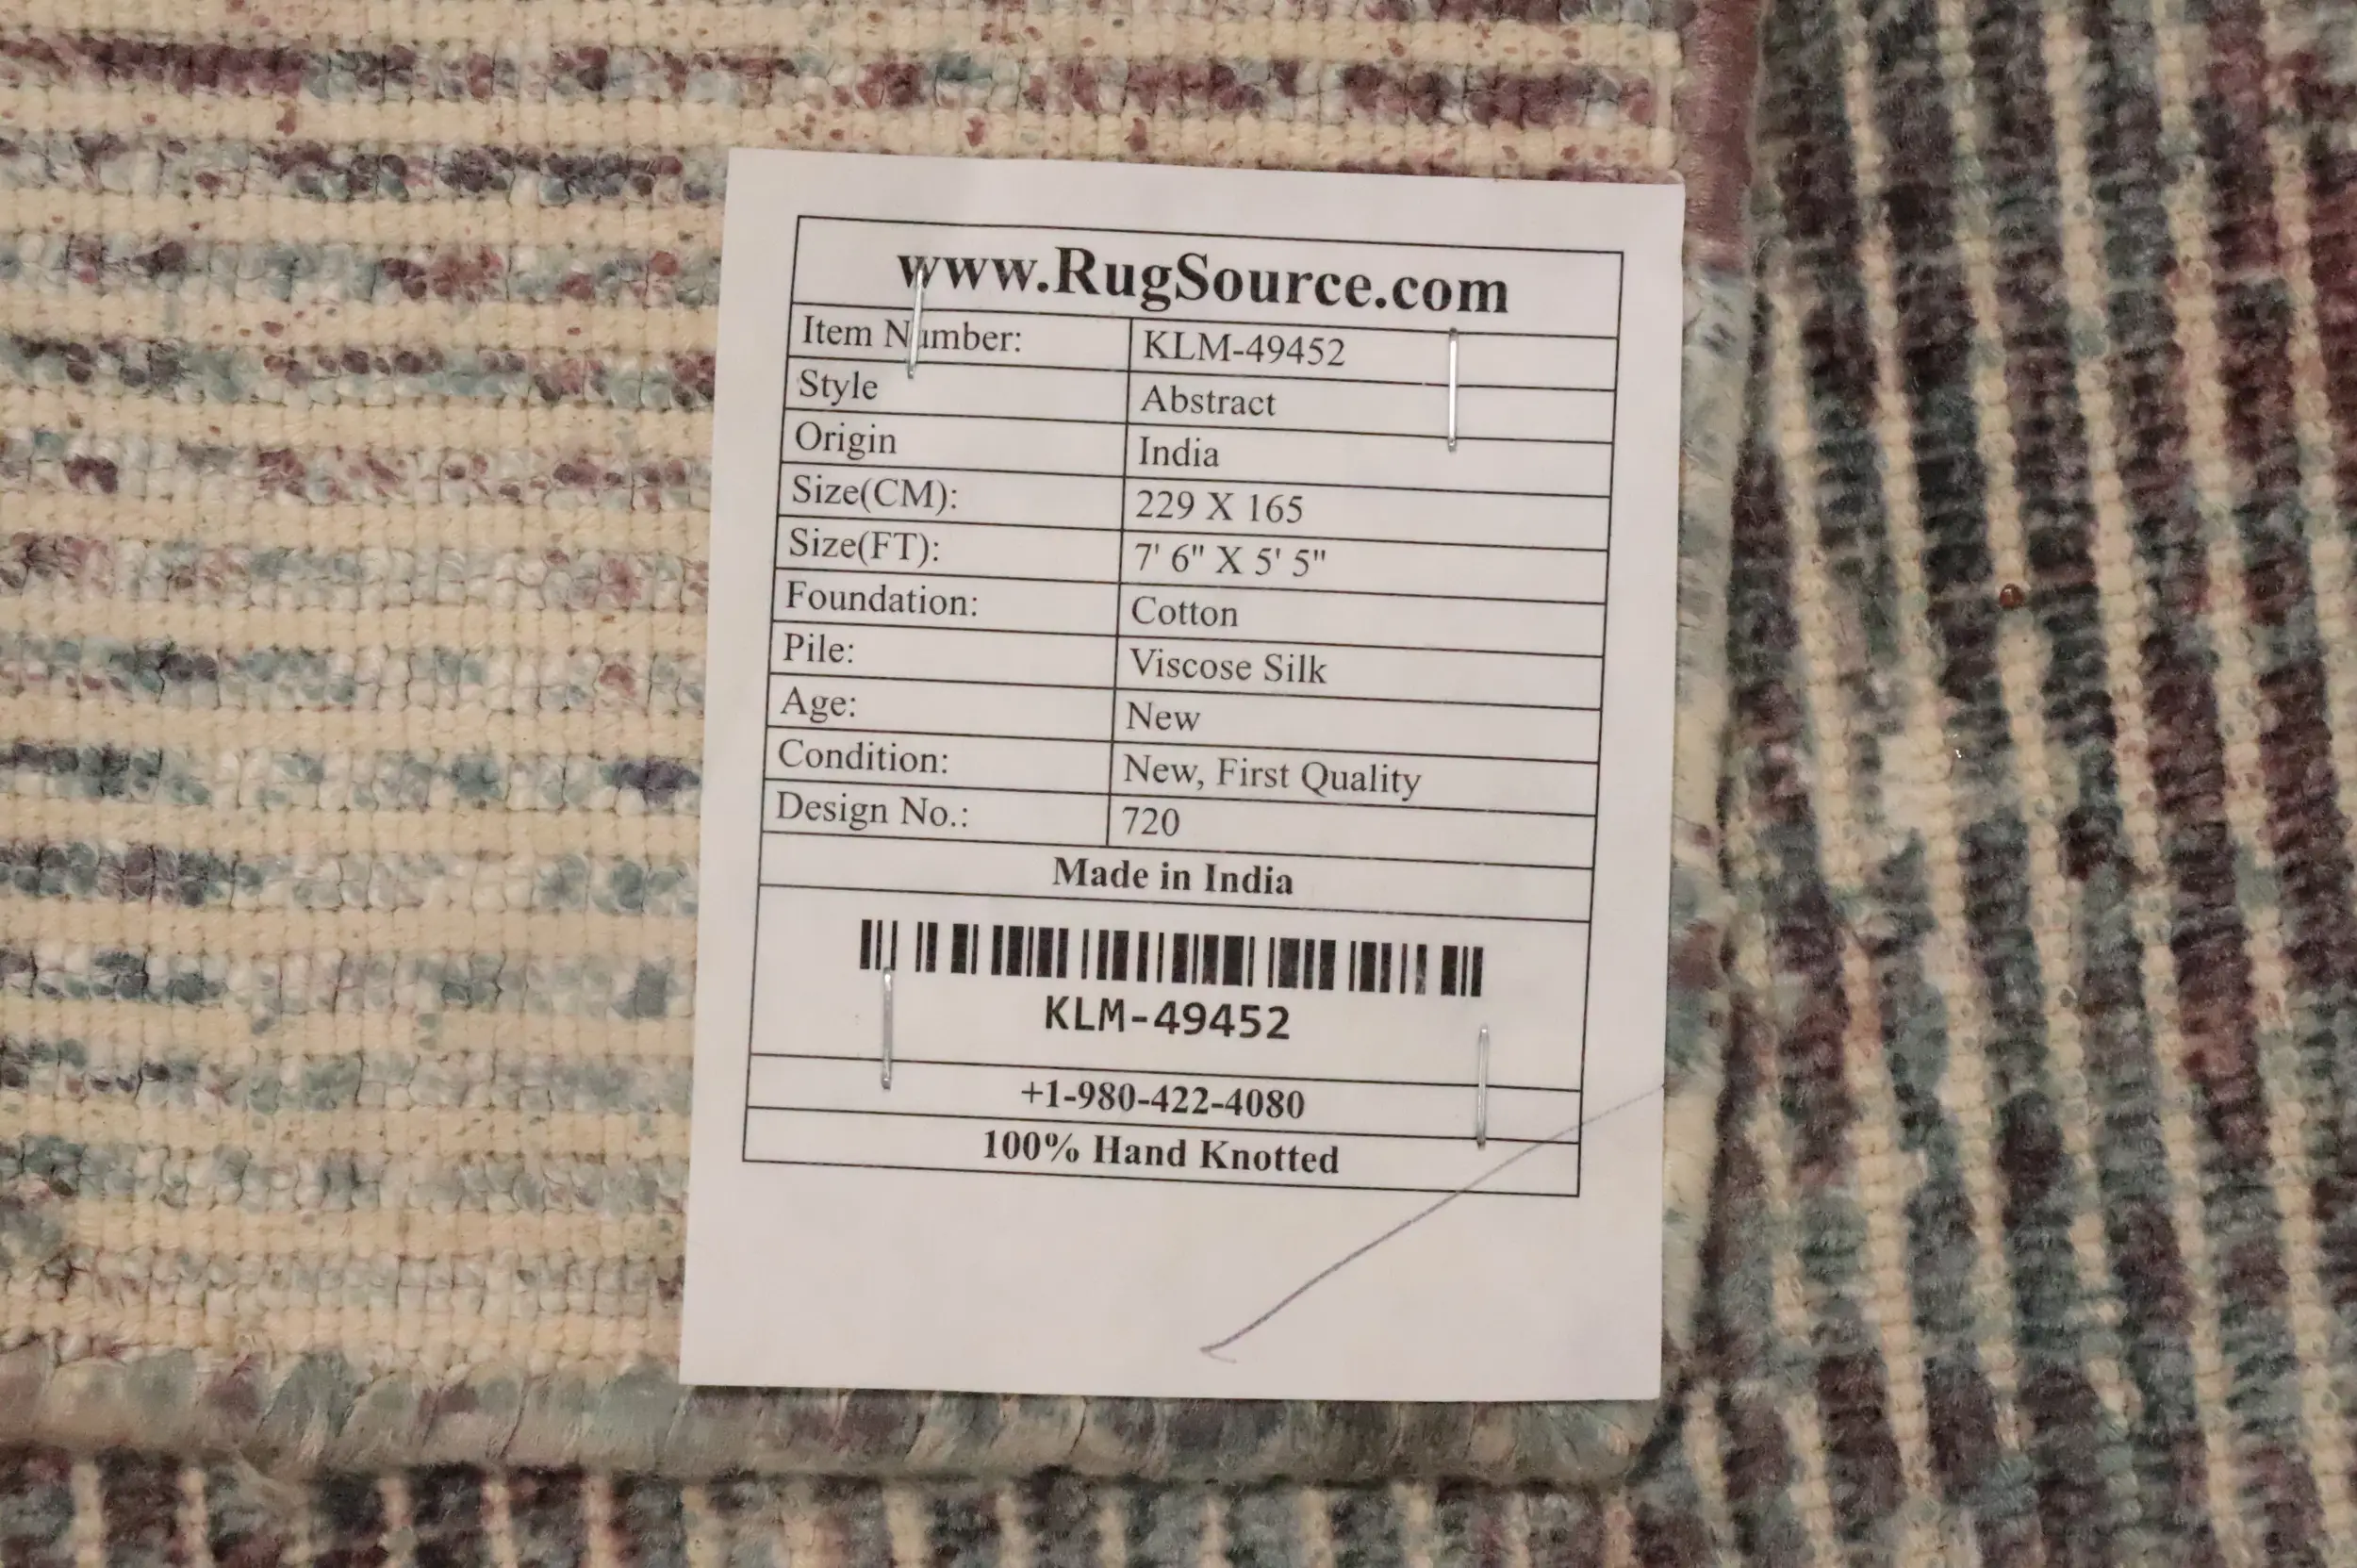 www.RugSource.com
Item Number: KLM-49452
Style Abstract
Origin India
Size(CM): 229 X 165
Size(FT): 7' 6" X 5' 5"
Foundation: Cotton
Pile: Viscose Silk
Age: New
Condition: New, First Quality
Design No.: 720
Made in India
KLM-49452
+1-980-422-4080
100% Hand Knotted